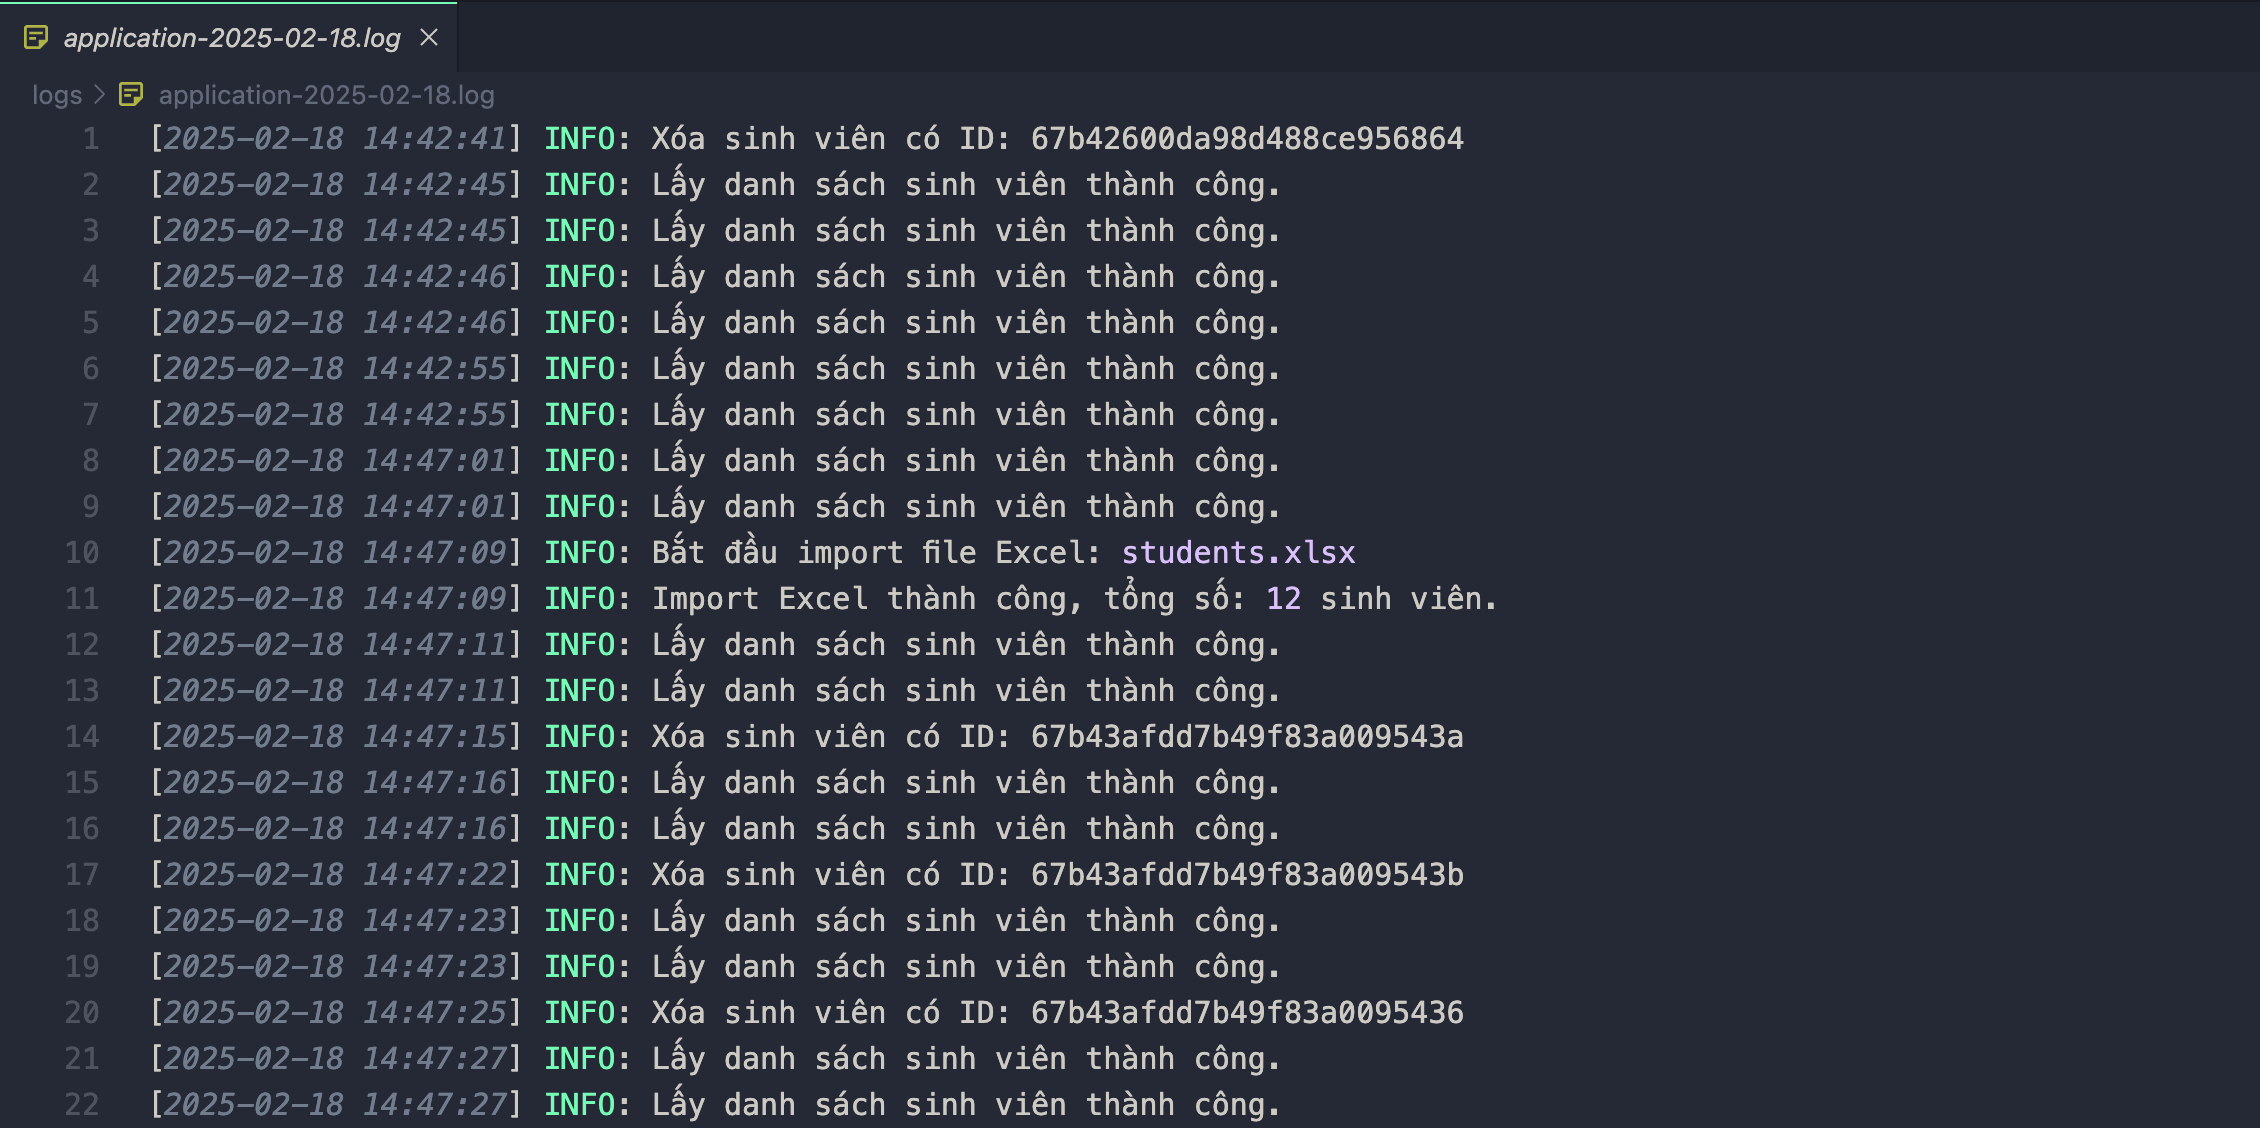 application-2025-02-18.log
logs > application-2025-02-18.log
1 [2025-02-18 14:42:41] INFO: Xóa sinh viên có ID: 67b42600da98d488ce956864
2 [2025-02-18 14:42:45] INFO: Lấy danh sách sinh viên thành công.
3 [2025-02-18 14:42:45] INFO: Lấy danh sách sinh viên thành công.
4 [2025-02-18 14:42:46] INFO: Lấy danh sách sinh viên thành công.
5 [2025-02-18 14:42:46] INFO: Lấy danh sách sinh viên thành công.
6 [2025-02-18 14:42:55] INFO: Lấy danh sách sinh viên thành công.
7 [2025-02-18 14:42:55] INFO: Lấy danh sách sinh viên thành công.
8 [2025-02-18 14:47:01] INFO: Lấy danh sách sinh viên thành công.
9 [2025-02-18 14:47:01] INFO: Lấy danh sách sinh viên thành công.
10 [2025-02-18 14:47:09] INFO: Bắt đầu import file Excel: students.xlsx
11 [2025-02-18 14:47:09] INFO: Import Excel thành công, tổng số: 12 sinh viên.
12 [2025-02-18 14:47:11] INFO: Lấy danh sách sinh viên thành công.
13 [2025-02-18 14:47:11] INFO: Lấy danh sách sinh viên thành công.
14 [2025-02-18 14:47:15] INFO: Xóa sinh viên có ID: 67b43afdd7b49f83a009543a
15 [2025-02-18 14:47:16] INFO: Lấy danh sách sinh viên thành công.
16 [2025-02-18 14:47:16] INFO: Lấy danh sách sinh viên thành công.
17 [2025-02-18 14:47:22] INFO: Xóa sinh viên có ID: 67b43afdd7b49f83a009543b
18 [2025-02-18 14:47:23] INFO: Lấy danh sách sinh viên thành công.
19 [2025-02-18 14:47:23] INFO: Lấy danh sách sinh viên thành công.
20 [2025-02-18 14:47:25] INFO: Xóa sinh viên có ID: 67b43afdd7b49f83a0095436
21 [2025-02-18 14:47:27] INFO: Lấy danh sách sinh viên thành công.
22 [2025-02-18 14:47:27] INFO: Lấy danh sách sinh viên thành công.